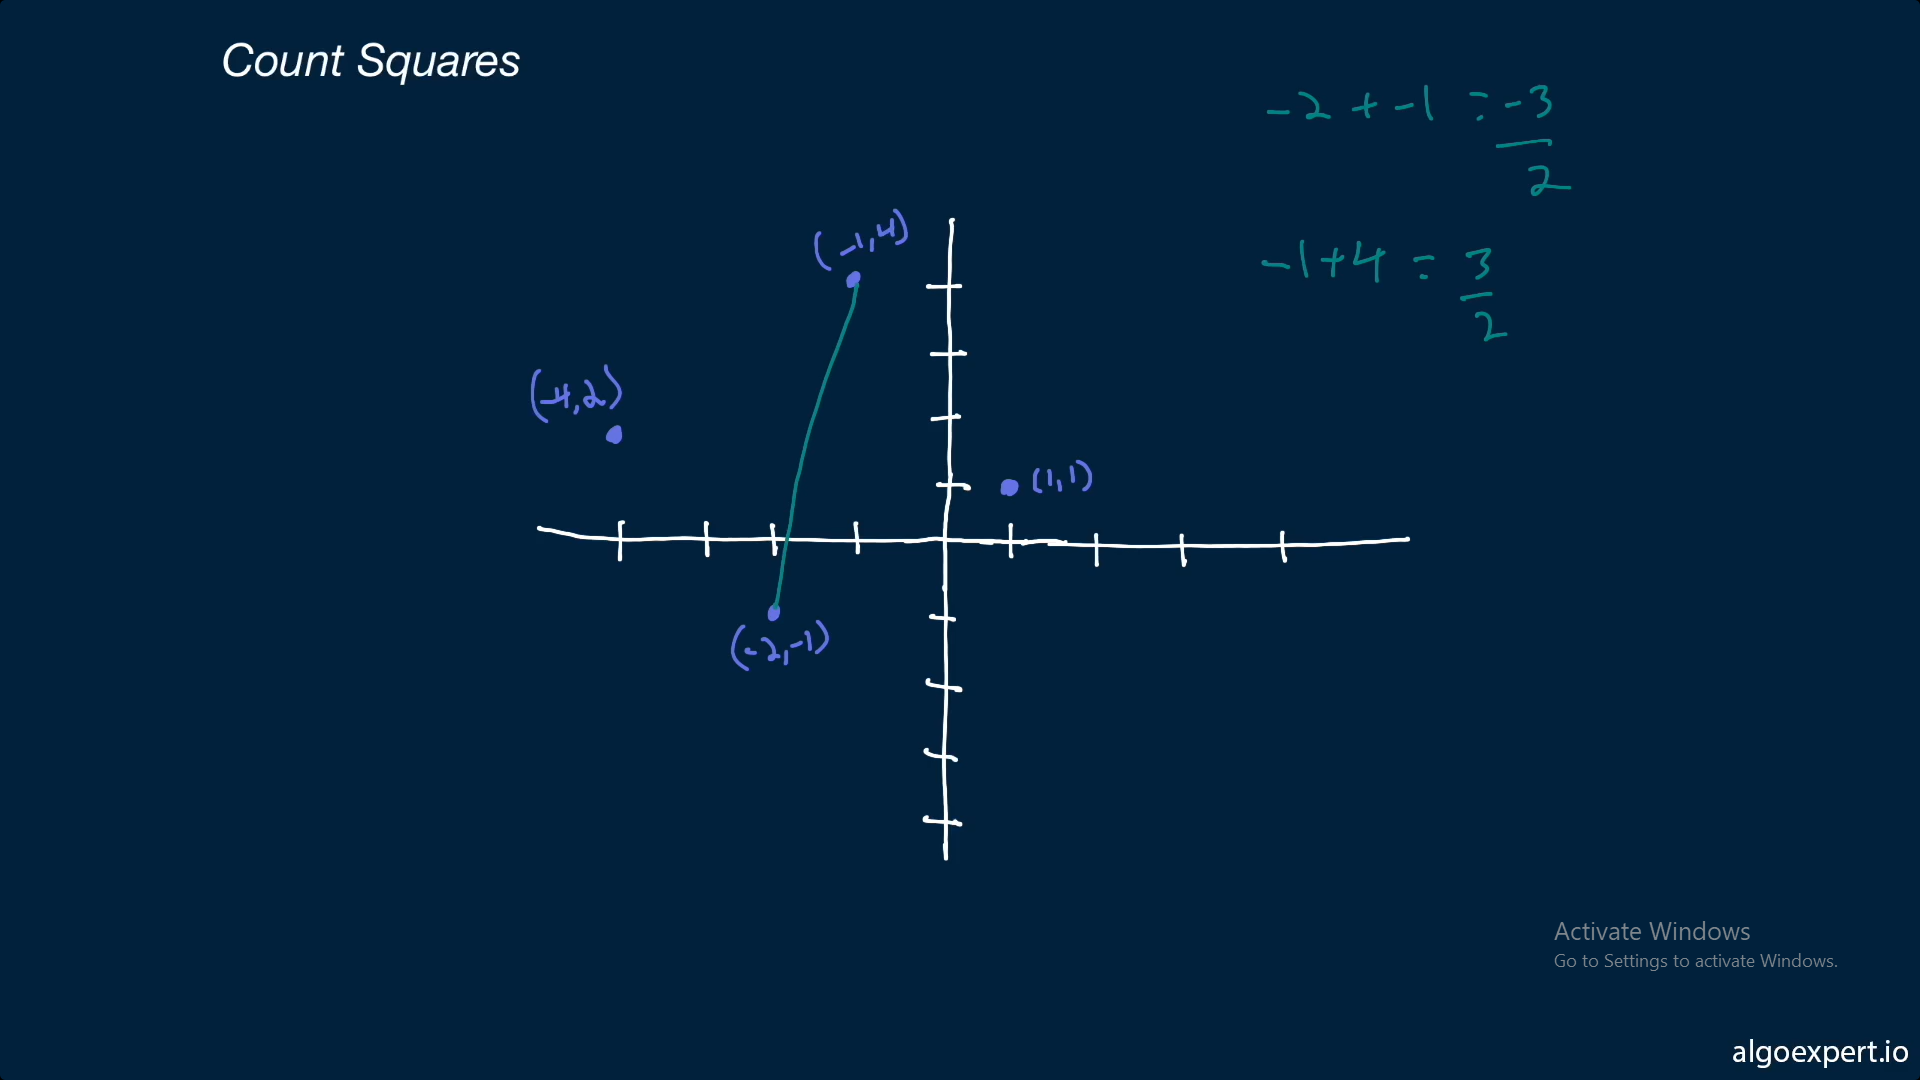 Count Squares
-2 + -1 = -3
2
(-1,4)
-1+4 = 3
2
(-4,2)
(1,1)
(-2,-1)
Activate Windows
Go to Settings to activate Windows.
algoexpert.io